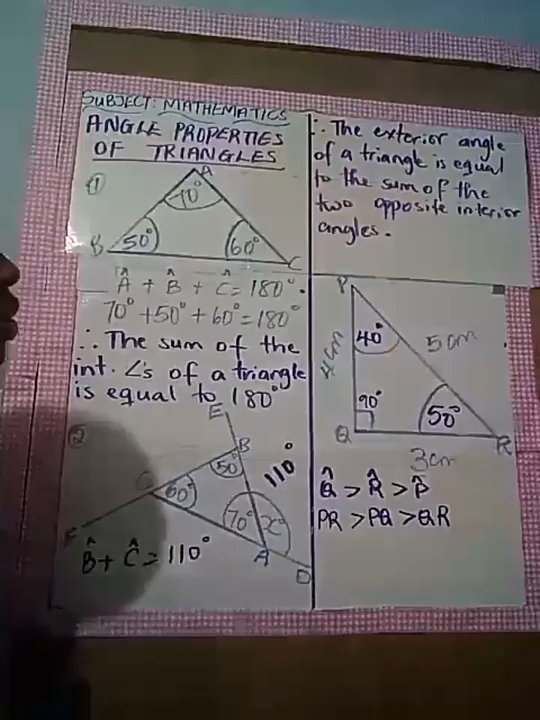 SUBJECT: MATHEMATICS
ANGLE PROPERTIES
OF TRIANGLES
①
A
70°
B 50° 60° C
Â + B̂ + Ĉ = 180°.
70° + 50° + 60° = 180°
∴ The sum of the
int. ∠'s of a triangle
is equal to 180°
②
E
B
50°
110°
C 60°
70° x°
F
A
D
B̂ + Ĉ = 110°
∴ The exterior angle
of a triangle is equal
to the sum of the
two opposite interior
angles.
P
40°
4cm 5cm
90° 50°
Q R
3cm
Q̂ > R̂ > P̂
PR > PQ > QR